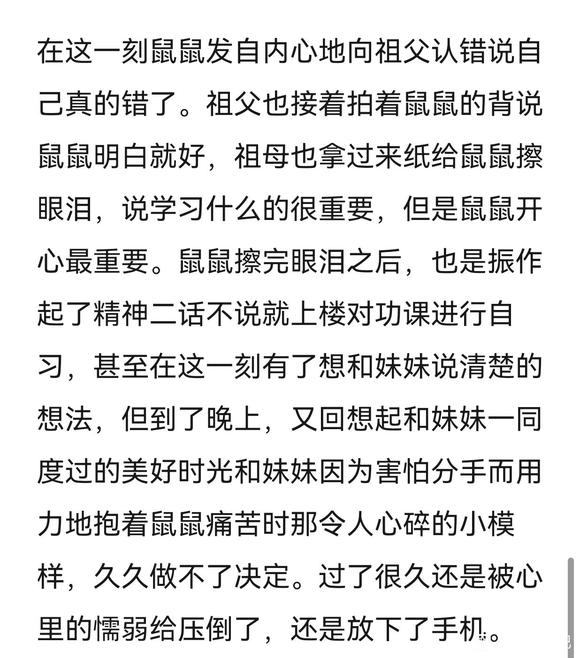 在这一刻鼠鼠发自内心地向祖父认错说自
己真的错了。祖父也接着拍着鼠鼠的背说
鼠鼠明白就好，祖母也拿过来纸给鼠鼠擦
眼泪，说学习什么的很重要，但是鼠鼠开
心最重要。鼠鼠擦完眼泪之后，也是振作
起了精神二话不说就上楼对功课进行自
习，甚至在这一刻有了想和妹妹说清楚的
想法，但到了晚上，又回想起和妹妹一同
度过的美好时光和妹妹因为害怕分手而用
力地抱着鼠鼠痛苦时那令人心碎的小模
样，久久做不了决定。过了很久还是被心
里的懦弱给压倒了，还是放下了手机。